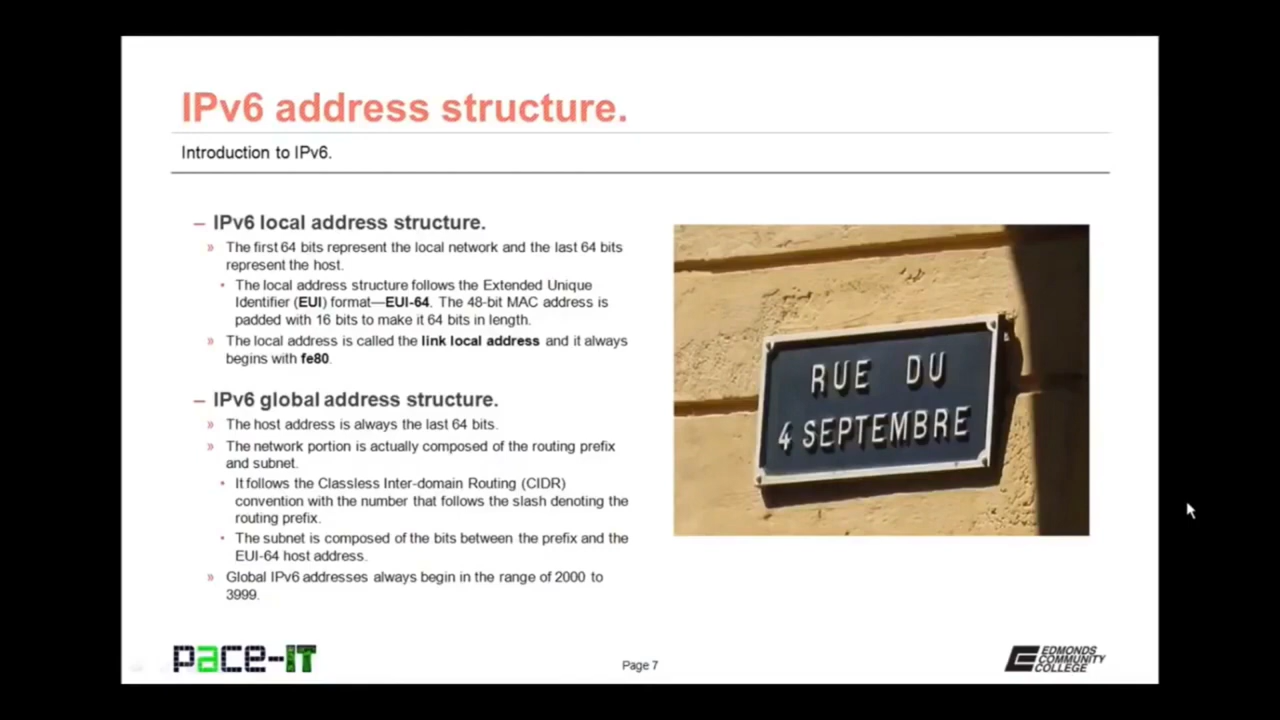 IPv6 address structure.
Introduction to IPv6.
– IPv6 local address structure.
» The first 64 bits represent the local network and the last 64 bits
represent the host.
• The local address structure follows the Extended Unique
Identifier (EUI) format—EUI-64. The 48-bit MAC address is
padded with 16 bits to make it 64 bits in length.
» The local address is called the link local address and it always
begins with fe80.
– IPv6 global address structure.
» The host address is always the last 64 bits.
» The network portion is actually composed of the routing prefix
and subnet.
• It follows the Classless Inter-domain Routing (CIDR)
convention with the number that follows the slash denoting the
routing prefix.
• The subnet is composed of the bits between the prefix and the
EUI-64 host address.
» Global IPv6 addresses always begin in the range of 2000 to
3999.
RUE DU
4 SEPTEMBRE
pace-IT
Page 7
EDMONDS
COMMUNITY
COLLEGE